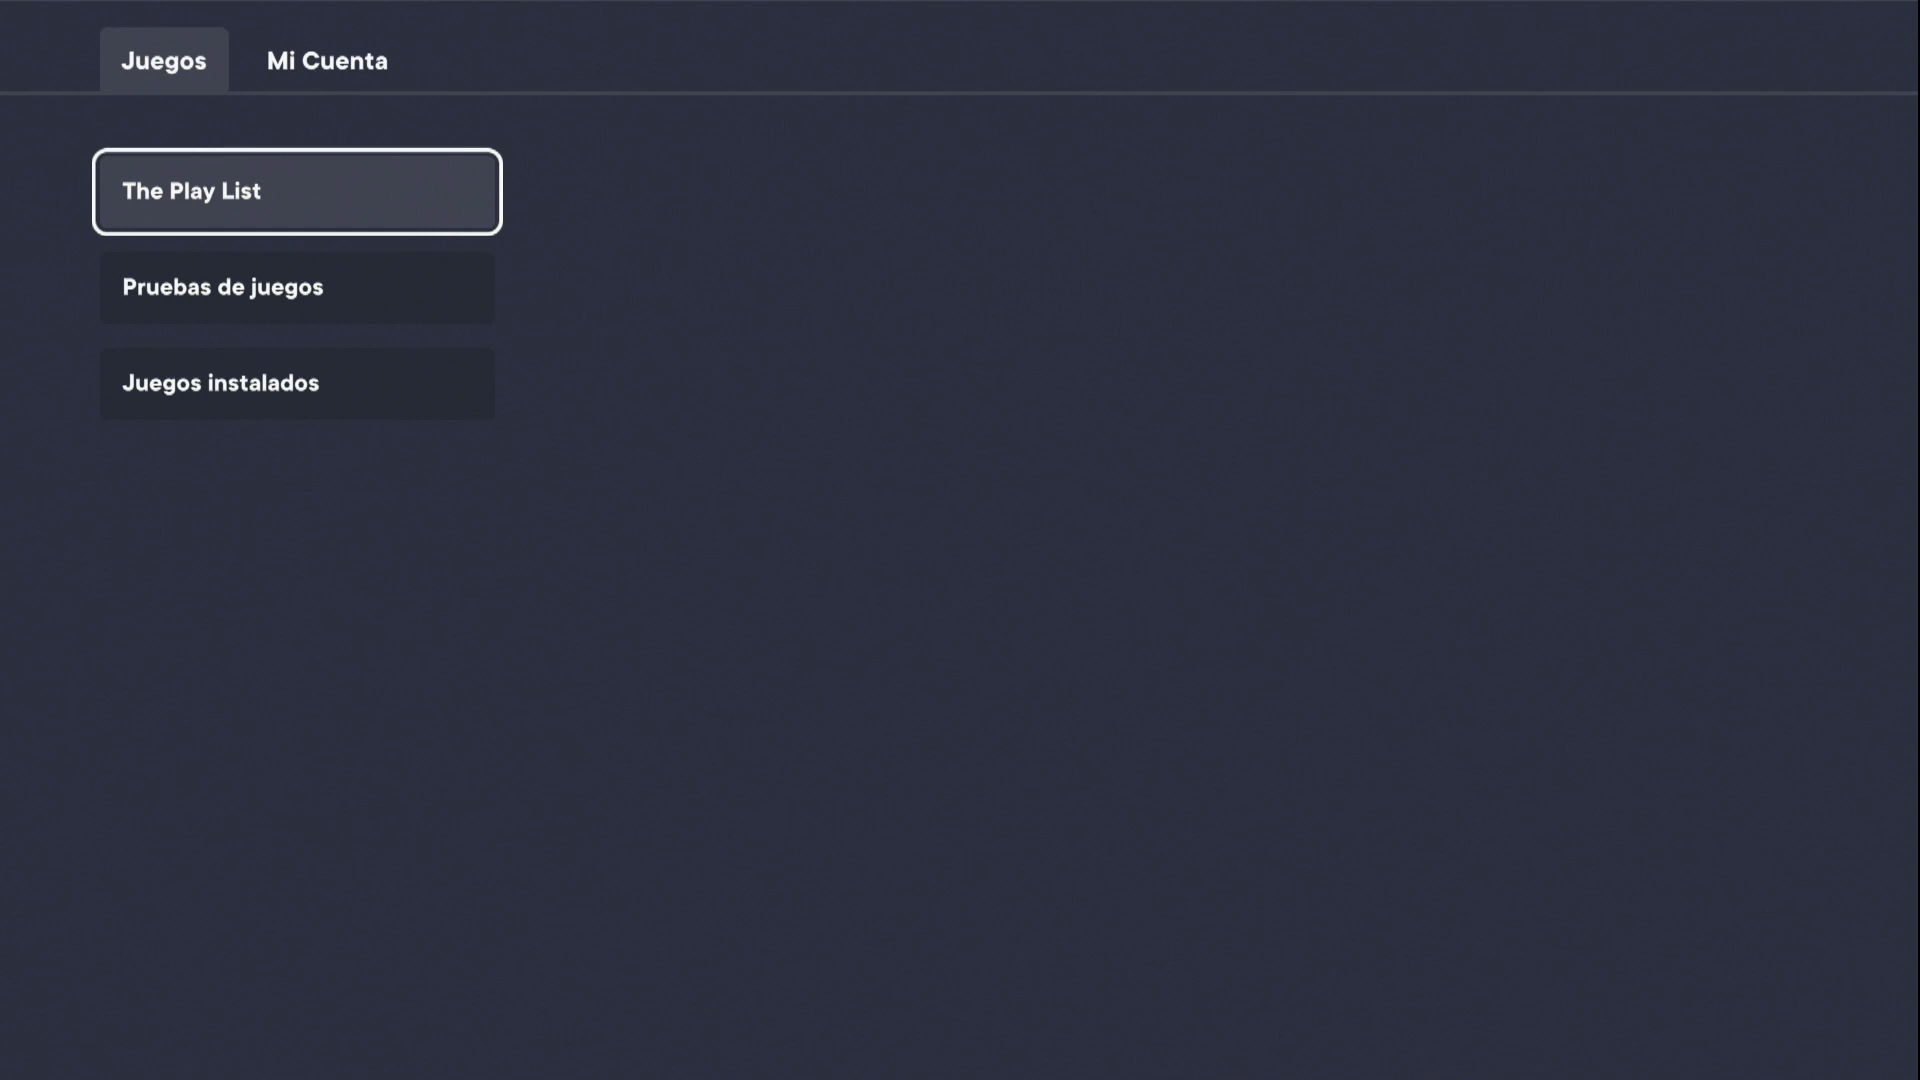 Juegos
Mi Cuenta
The Play List
Pruebas de juegos
Juegos instalados